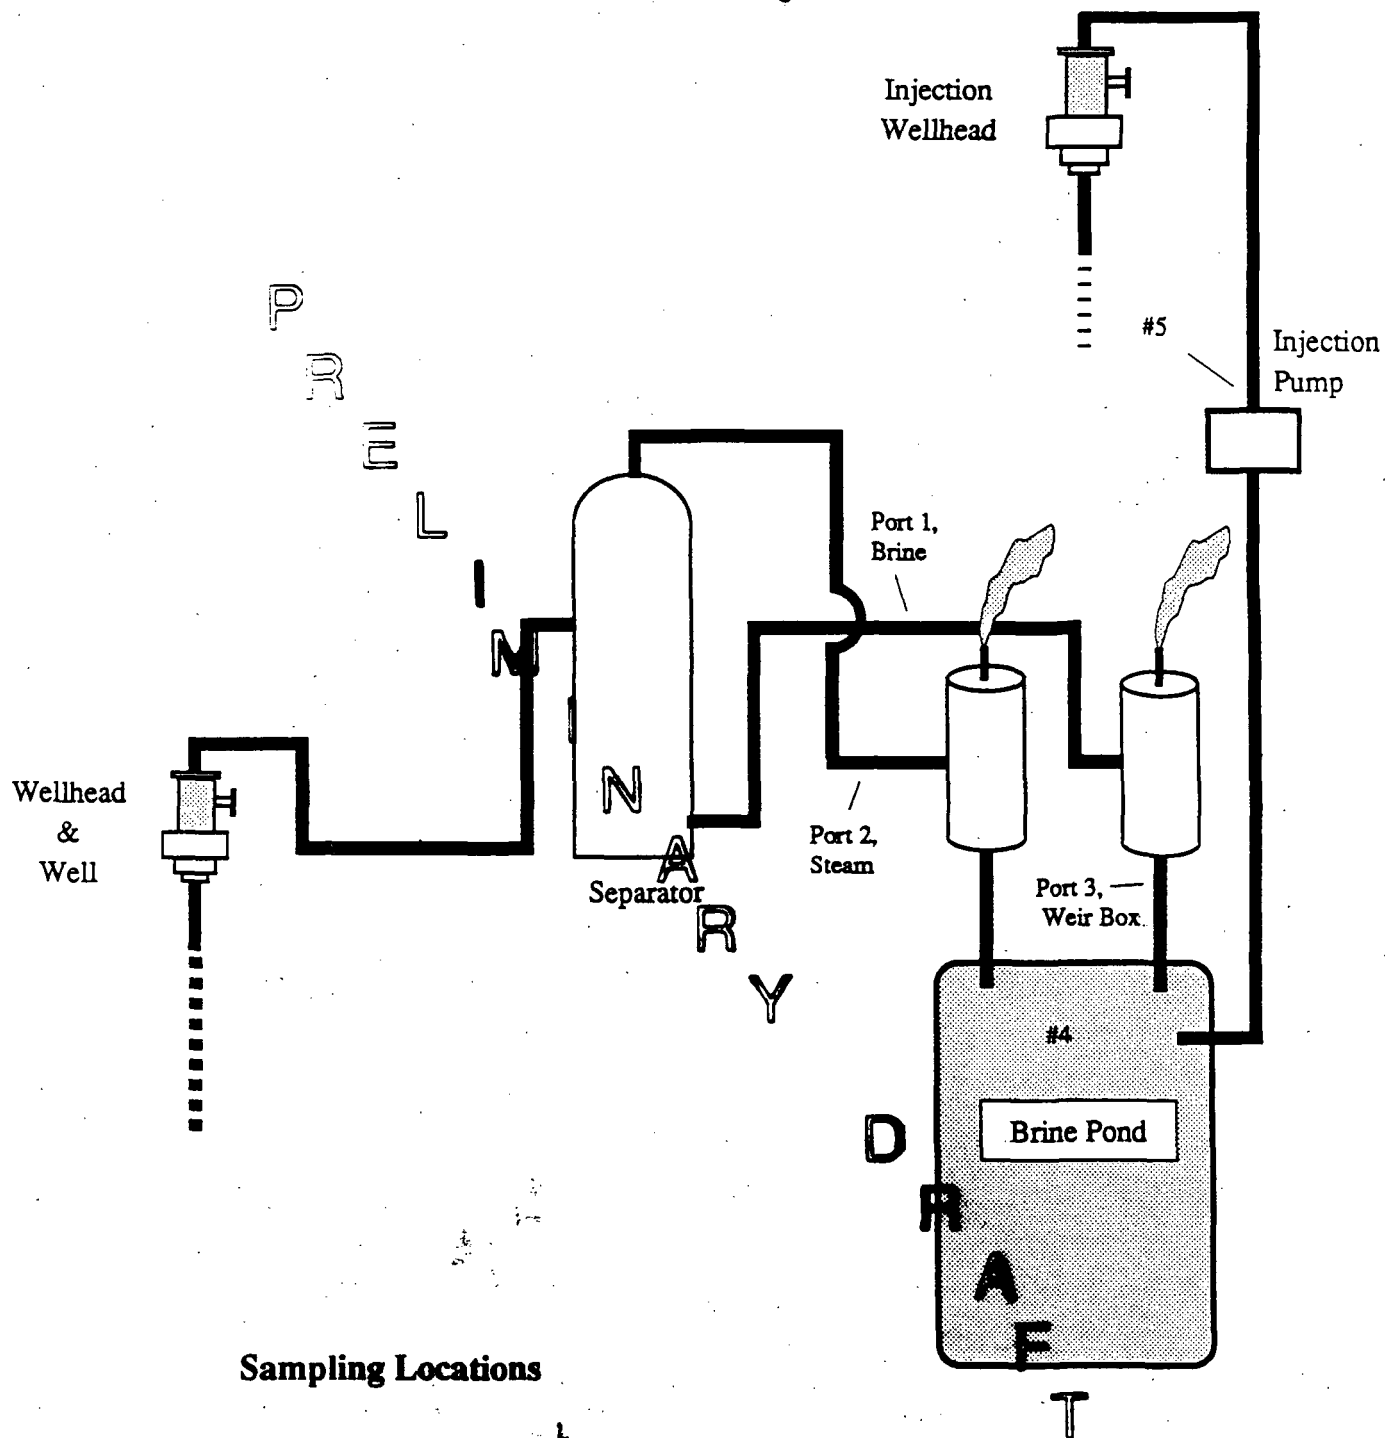 Injection
Wellhead
#5
Injection
Pump
Port 1,
Brine
Wellhead
&
Well
Port 2,
Steam
Separator
Port 3,
Weir Box
#4
Brine Pond
Sampling Locations
P
R
E
L
I
N
I
N
A
R
Y
D
R
A
F
T